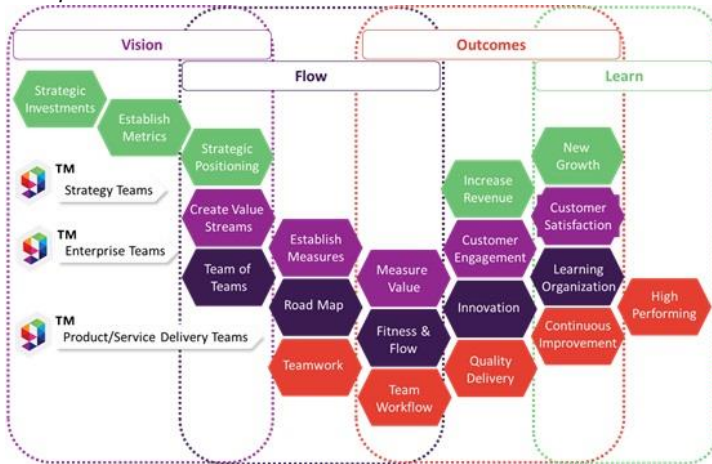 Vision
Outcomes
Flow
Learn
Strategic
Investments
Establish
Metrics
Strategic
Positioning
New
Growth
Increase
Revenue
TM
Strategy Teams
Create Value
Streams
Customer
Satisfaction
TM
Enterprise Teams
Establish
Measures
Customer
Engagement
Team of
Teams
Measure
Value
Learning
Organization
Road Map
Innovation
High
Performing
TM
Product/Service Delivery Teams
Fitness &
Flow
Continuous
Improvement
Teamwork
Quality
Delivery
Team
Workflow